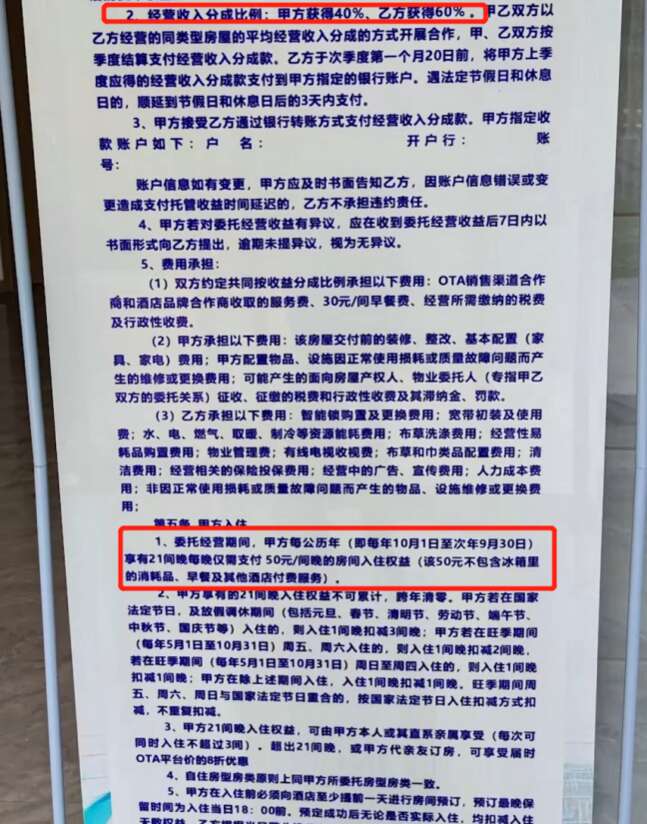 2、经营收入分成比例：甲方获得40%、乙方获得60%。甲乙双方以
乙方经营的同类型房屋的平均经营收入分成的方式开展合作，甲、乙双方按
季度结算支付经营收入分成款。乙方于次季度第一个月20日前，将甲方上季
度应得的经营收入分成款支付到甲方指定的银行账户。遇法定节假日和休息
日的，顺延到节假日和休息日后的3天内支付。
3、甲方接受乙方通过银行转账方式支付经营收入分成款。甲方指定收
款账户如下：户 名： 开户行： 账
号：
账户信息如有变更，甲方应及时书面告知乙方，因账户信息错误或变
更造成支付托管收益时间延迟的，乙方不承担违约责任。
4、甲方若对委托经营收益有异议，应在收到委托经营收益后7日内以
书面形式向乙方提出，逾期未提异议，视为无异议。
5、费用承担：
（1）双方约定共同按收益分成比例承担以下费用：OTA销售渠道合作
商和酒店品牌合作商收取的服务费、30元/间早餐费、经营所需缴纳的税费
及行政性收费。
（2）甲方承担以下费用：该房屋交付前的装修、整改、基本配置（家
具、家电）费用；甲方配置物品、设施因正常使用损耗或质量故障问题而产
生的维修或更换费用；可能产生的面向房屋产权人、物业委托人（专指甲乙
双方的委托关系）征收、征缴的税费和行政性收费及其滞纳金、罚款。
（3）乙方承担以下费用：智能锁购置及更换费用；宽带初装及使用
费；水、电、燃气、取暖、制冷等资源能耗费用；布草洗涤费用；经营性易
耗品购置费用；物业管理费；有线电视收视费；布草和巾类品配置费用；清
洁费用；经营相关的保险投保费用；经营中的广告、宣传费用；人力成本费
用；非因正常使用损耗或质量故障问题而产生的物品、设施维修或更换费
用；
第五条 甲方入住
1、委托经营期间，甲方每公历年（即每年10月1日至次年9月30日）
享有21间晚每晚仅需支付 50元/间晚的房间入住权益（该50元不包含冰箱里
的消耗品、早餐及其他酒店付费服务）。
2、甲方享有的21间晚入住权益不可累计，跨年清零。甲方若在国家
法定节日，及放假调休期间（包括元旦、春节、清明节、劳动节、端午节、
中秋节、国庆节等）入住的，则入住1间晚扣减3间晚；甲方若在旺季期间
（每年5月1日至10月31日）周五、周六入住的，则入住1间晚扣减2间晚，
若在旺季期间（每年5月1日至10月31日）周日至周四入住的，则入住1间晚
扣减1间晚；甲方在除上述期间入住，入住1间晚扣减1间晚。旺季期间周
五、周六、周日与国家法定节日重合的，按国家法定节日入住扣减方式扣
减，不重复扣减。
3、甲方21间晚入住权益，可由甲方本人或其直系亲属享受（每次可
同时入住不超过3间）。超出21间晚，或甲方代亲友订房，可享受届时
OTA平台价的8折优惠
4、自住房型房类原则上同甲方所委托房型房类一致。
5、甲方在入住前必须向酒店至少提前一天进行房间预订，预订最晚保
留时间为入住当日18：00前。预定成功后无论是否实际入住，均扣减入住